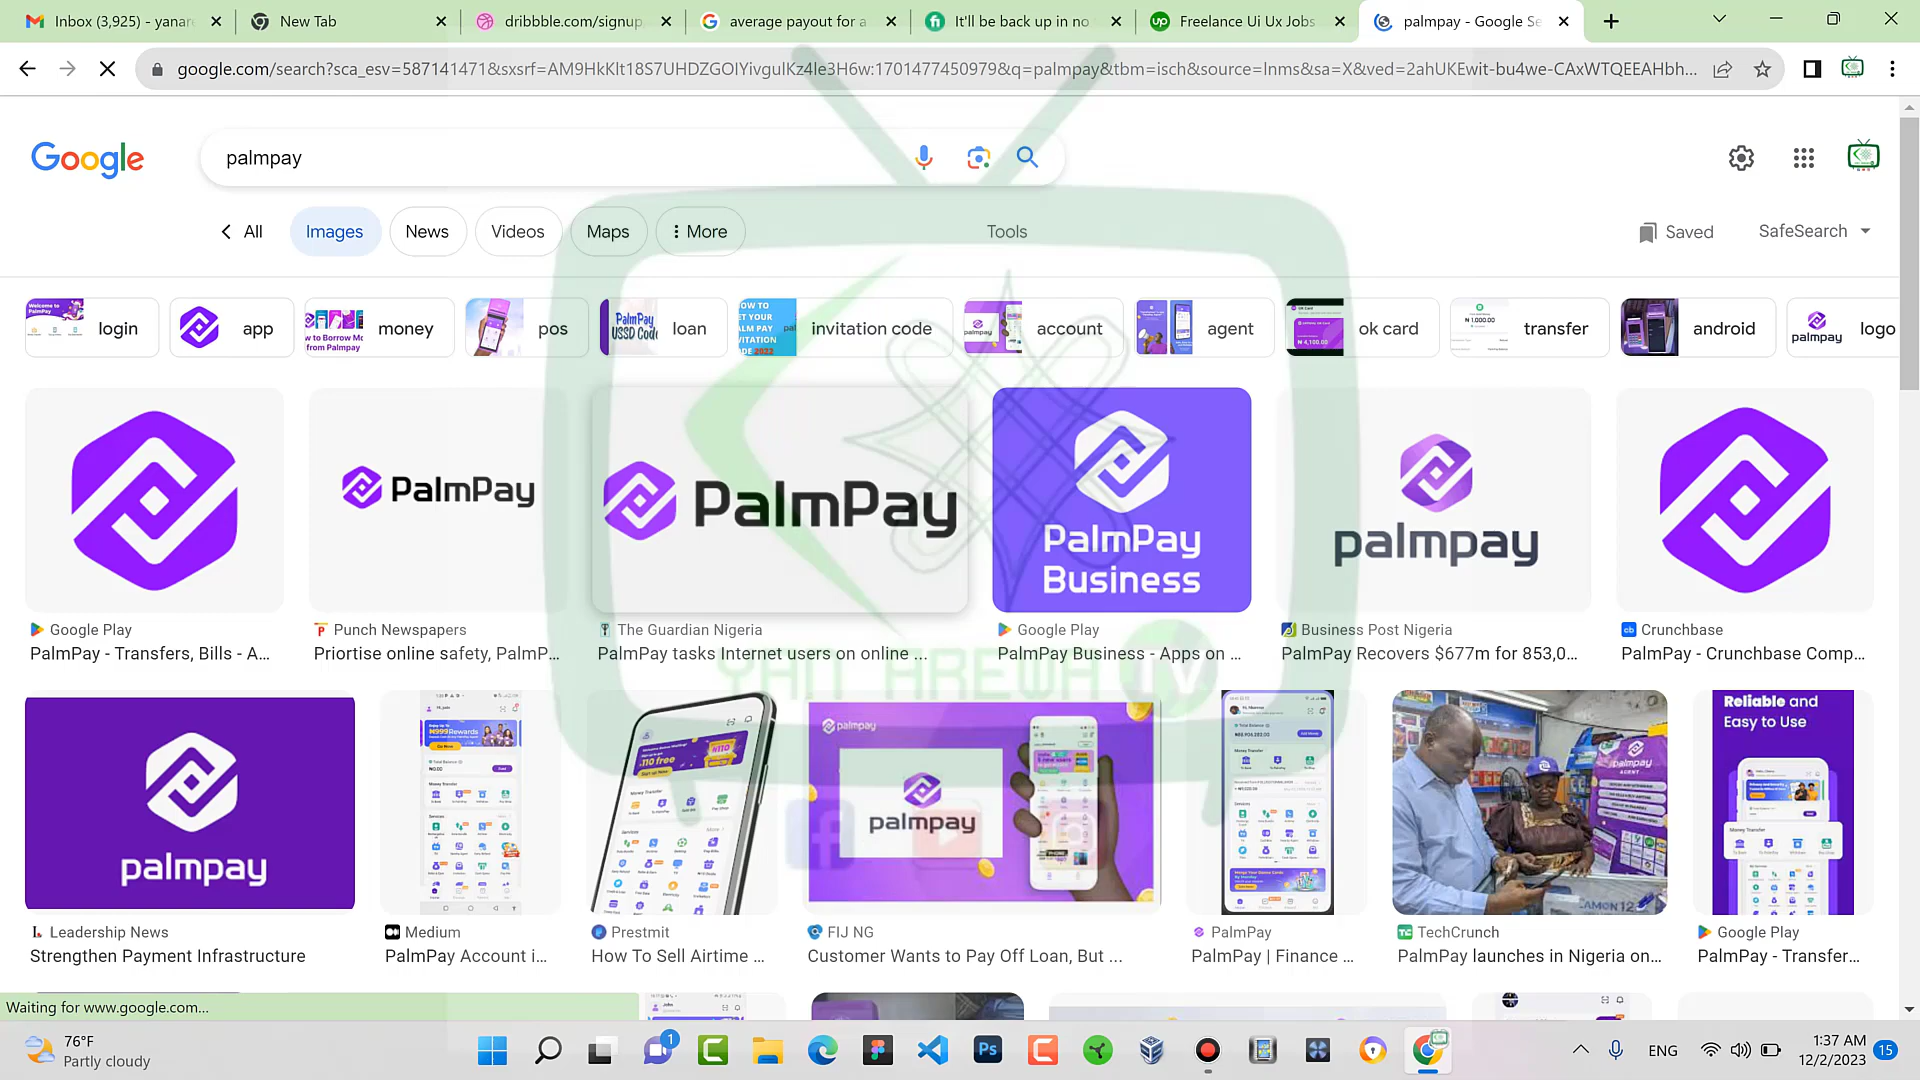 Inbox (3,925) - yanare
New Tab
dribbble.com/signup
average payout for a
It'll be back up in no
Freelance Ui Ux Jobs
palmpay - Google Se
google.com/search?sca_esv=587141471&sxsrf=AM9HkKlt18S7UHDZGOIYivgulKz4le3H6w:1701477450979&q=palmpay&tbm=isch&source=lnms&sa=X&ved=2ahUKEwit-bu4we-CAxWTQEEAHbh...
Google
palmpay
All
Images
News
Videos
Maps
More
Tools
Saved
SafeSearch
login
app
money
pos
loan
invitation code
account
agent
ok card
transfer
android
logo
PalmPay
PalmPay
PalmPay
Business
palmpay
Google Play
PalmPay - Transfers, Bills - A...
Punch Newspapers
Priortise online safety, PalmP...
The Guardian Nigeria
PalmPay tasks Internet users on online ...
Google Play
PalmPay Business - Apps on ...
Business Post Nigeria
PalmPay Recovers $677m for 853,0...
Crunchbase
PalmPay - Crunchbase Comp...
YAN AREWA TV
palmpay
palmpay
palmpay
Reliable and
Easy to Use
Leadership News
Strengthen Payment Infrastructure
Medium
PalmPay Account i...
Prestmit
How To Sell Airtime ...
FIJ NG
Customer Wants to Pay Off Loan, But ...
PalmPay
PalmPay | Finance ...
TechCrunch
PalmPay launches in Nigeria on...
Google Play
PalmPay - Transfer...
Waiting for www.google.com...
76°F
Partly cloudy
1
ENG
1:37 AM
12/2/2023
15